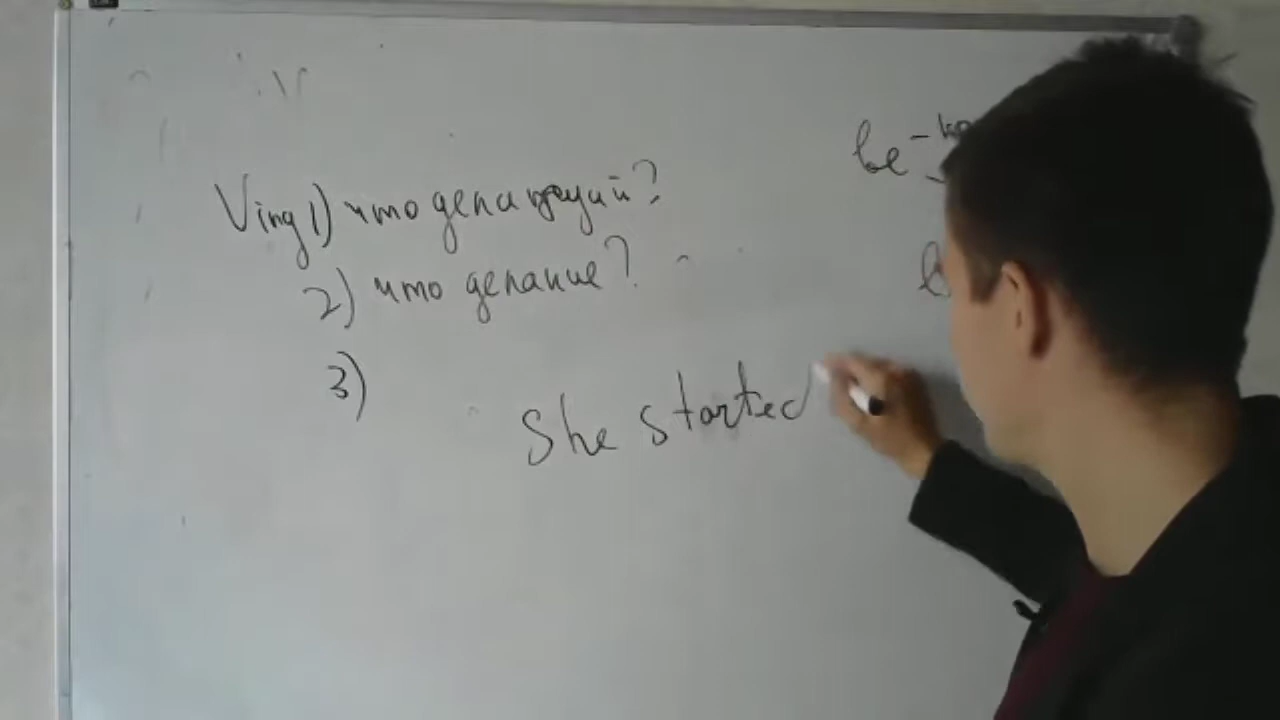 Ving 1) что делающий?
2) что делание?
3)
She started
be -